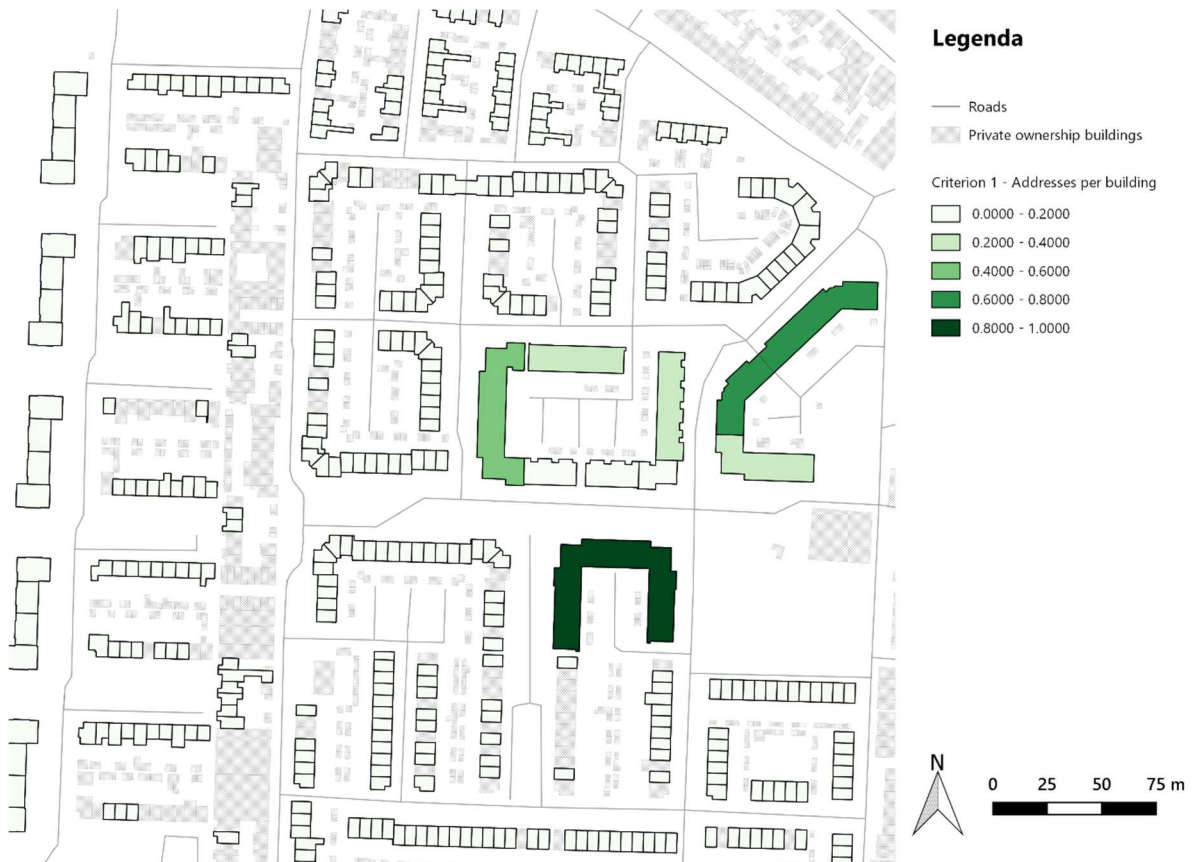 Legenda
Roads
Private ownership buildings
Criterion 1 - Addresses per building
0.0000 - 0.2000
0.2000 - 0.4000
0.4000 - 0.6000
0.6000 - 0.8000
0.8000 - 1.0000
N
0 25 50 75 m